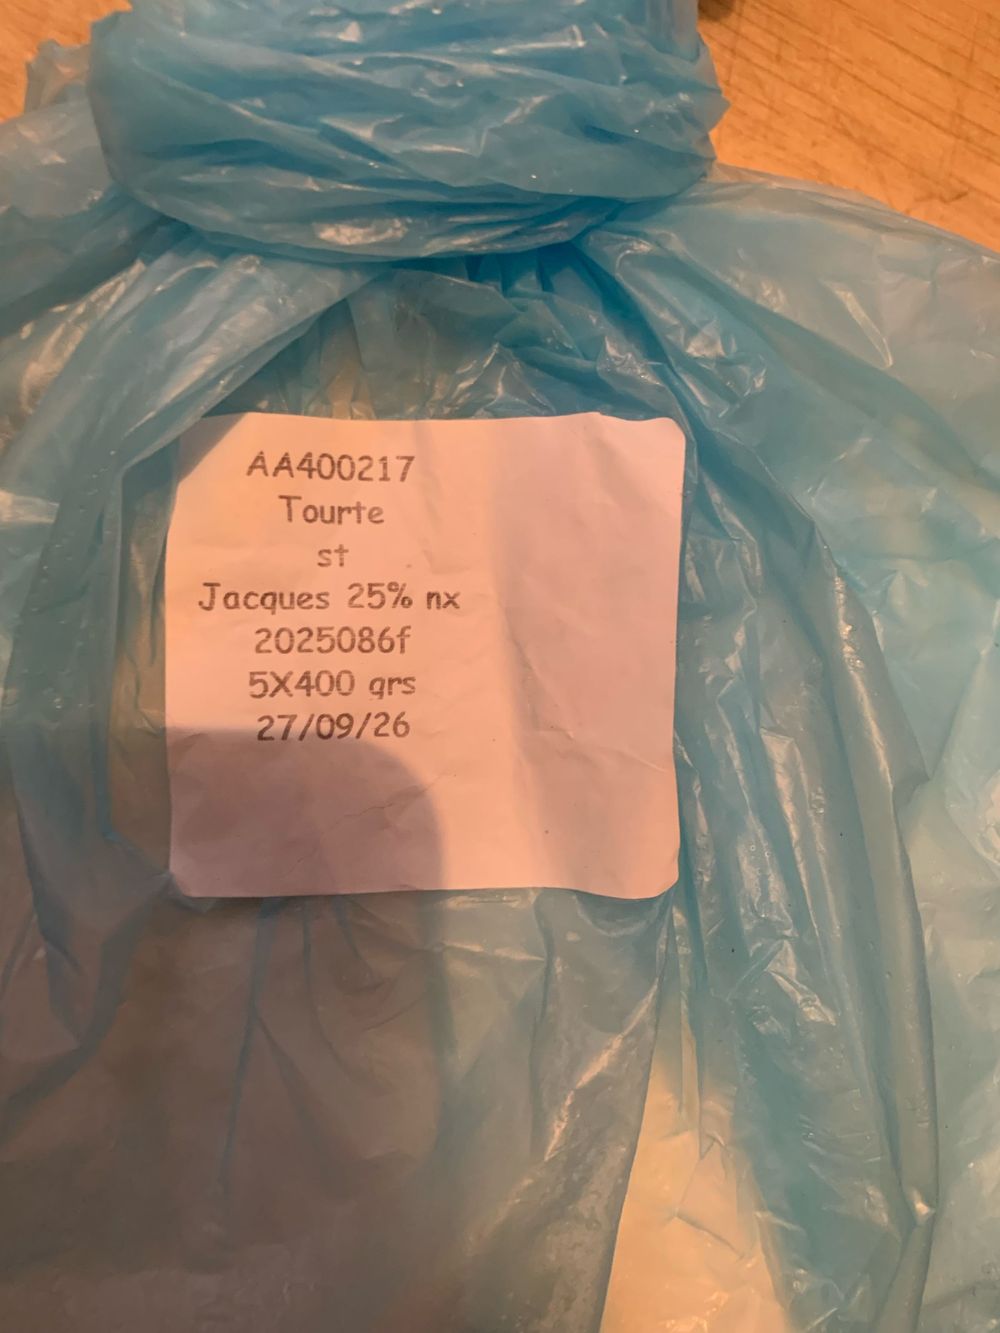 AA400217
Tourte
st
Jacques 25% nx
2025086f
5X400 grs
27/09/26